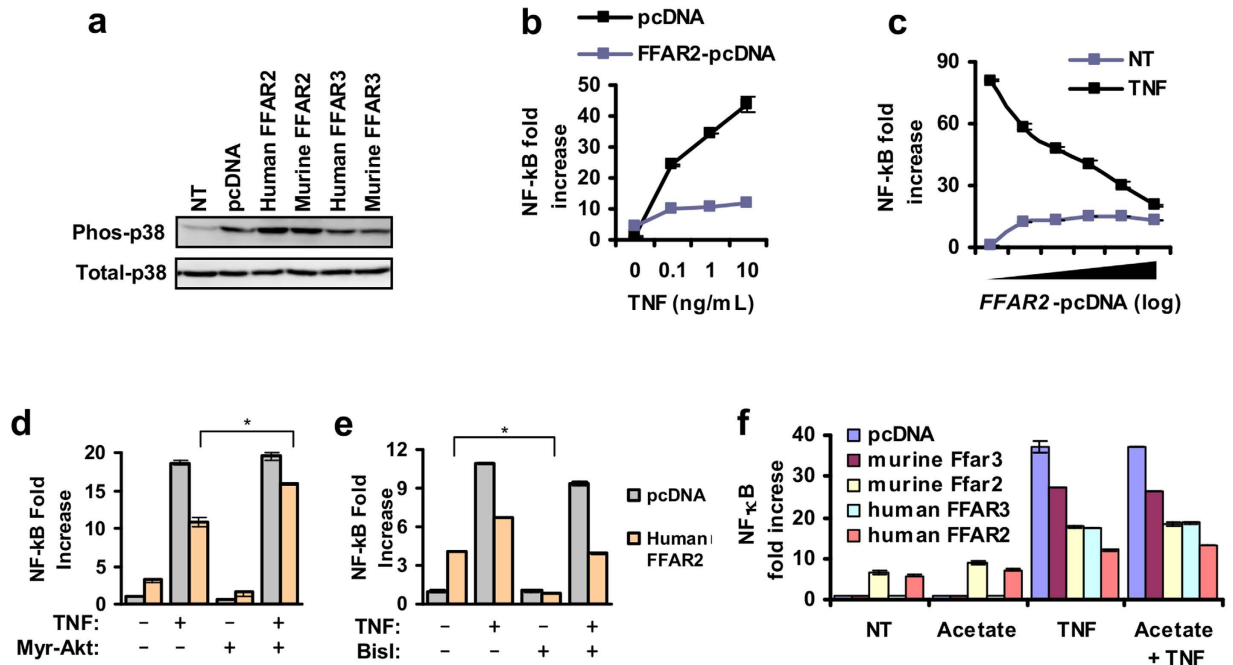 a
NT
pcDNA
Human FFAR2
Murine FFAR2
Human FFAR3
Murine FFAR3
Phos-p38
Total-p38
b
pcDNA
FFAR2-pcDNA
NF-kB fold
increase
50
40
30
20
10
0
0 0.1 1 10
TNF (ng/mL)
c
NT
TNF
NF-kB fold
increase
90
60
30
0
FFAR2-pcDNA (log)
d
*
NF-kB Fold
Increase
20
15
10
5
0
TNF: – + – +
Myr-Akt: – – + +
e
*
NF-kB Fold
Increase
12
9
6
3
0
TNF: – + – +
BisI: – – + +
pcDNA
Human
FFAR2
f
pcDNA
murine Ffar3
murine Ffar2
human FFAR3
human FFAR2
NFκB
fold increse
40
30
20
10
0
NT Acetate TNF Acetate
+ TNF